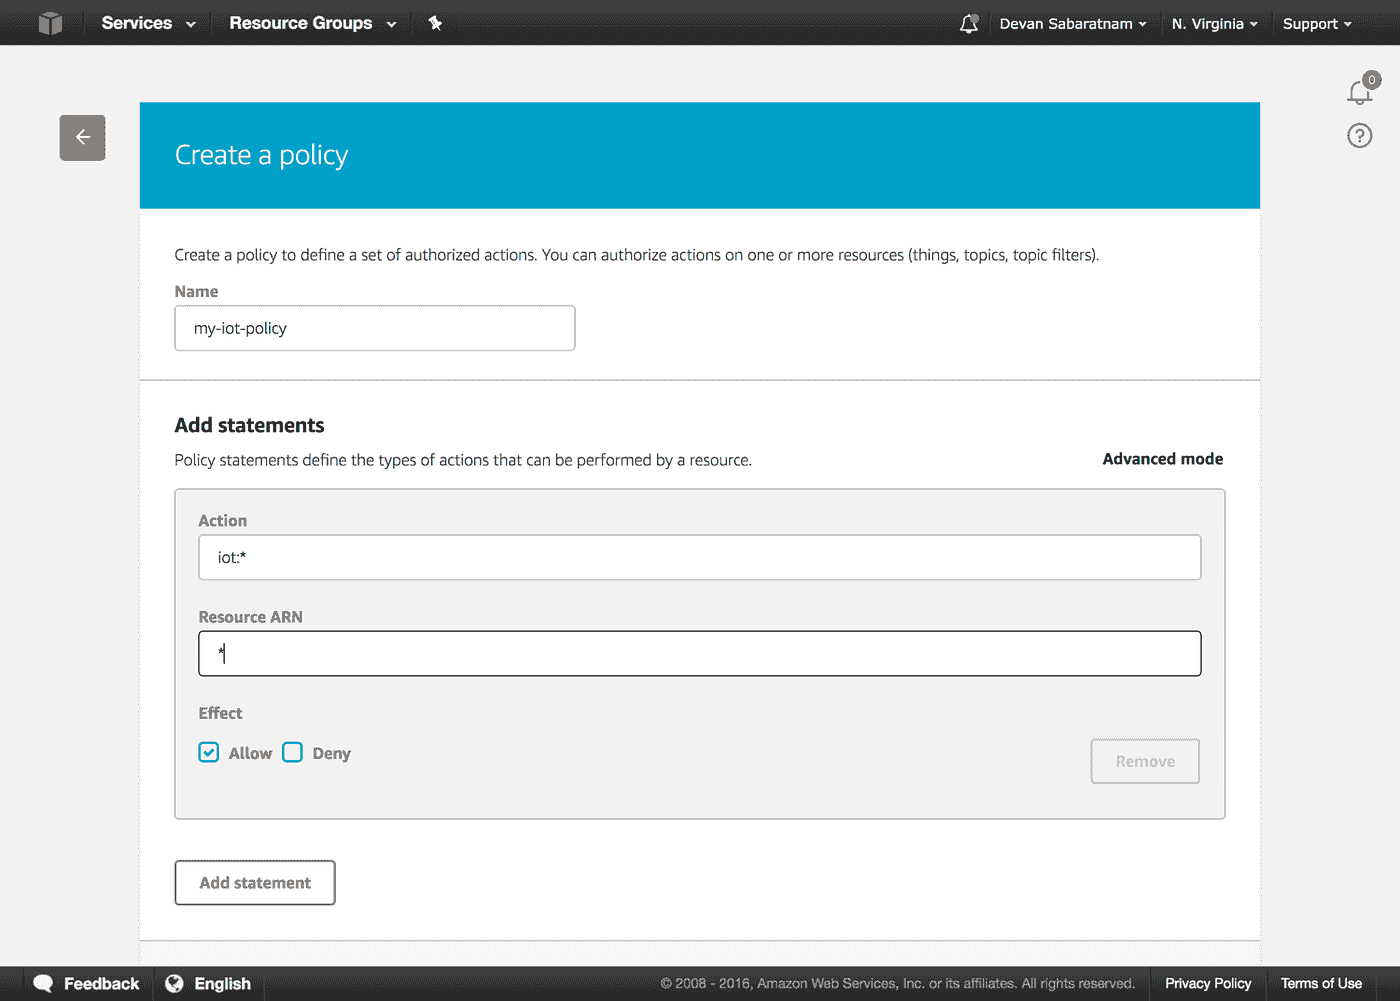 Services Resource Groups Devan Sabaratnam N. Virginia Support
0
Create a policy
Create a policy to define a set of authorized actions. You can authorize actions on one or more resources (things, topics, topic filters).
Name
my-iot-policy
Add statements
Policy statements define the types of actions that can be performed by a resource.
Advanced mode
Action
iot:*
Resource ARN
*
Effect
Allow Deny
Remove
Add statement
Feedback English © 2008 - 2016, Amazon Web Services, Inc. or its affiliates. All rights reserved. Privacy Policy Terms of Use